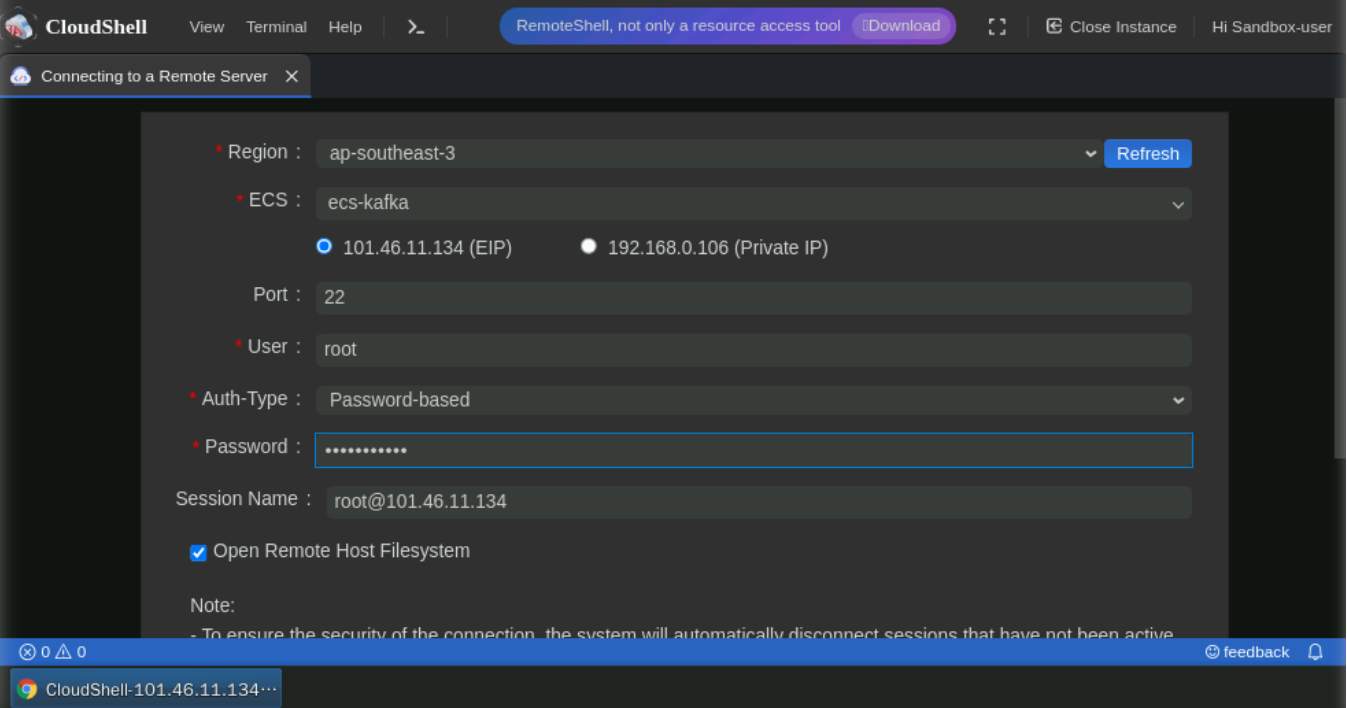 CloudShell View Terminal Help RemoteShell, not only a resource access tool Download Close Instance Hi Sandbox-user
Connecting to a Remote Server
* Region : ap-southeast-3 Refresh
* ECS : ecs-kafka
101.46.11.134 (EIP) 192.168.0.106 (Private IP)
Port : 22
* User : root
* Auth-Type : Password-based
* Password : •••••••••••
Session Name : root@101.46.11.134
Open Remote Host Filesystem
Note:
- To ensure the security of the connection, the system will automatically disconnect sessions that have not been active
0 0 feedback
CloudShell-101.46.11.134···